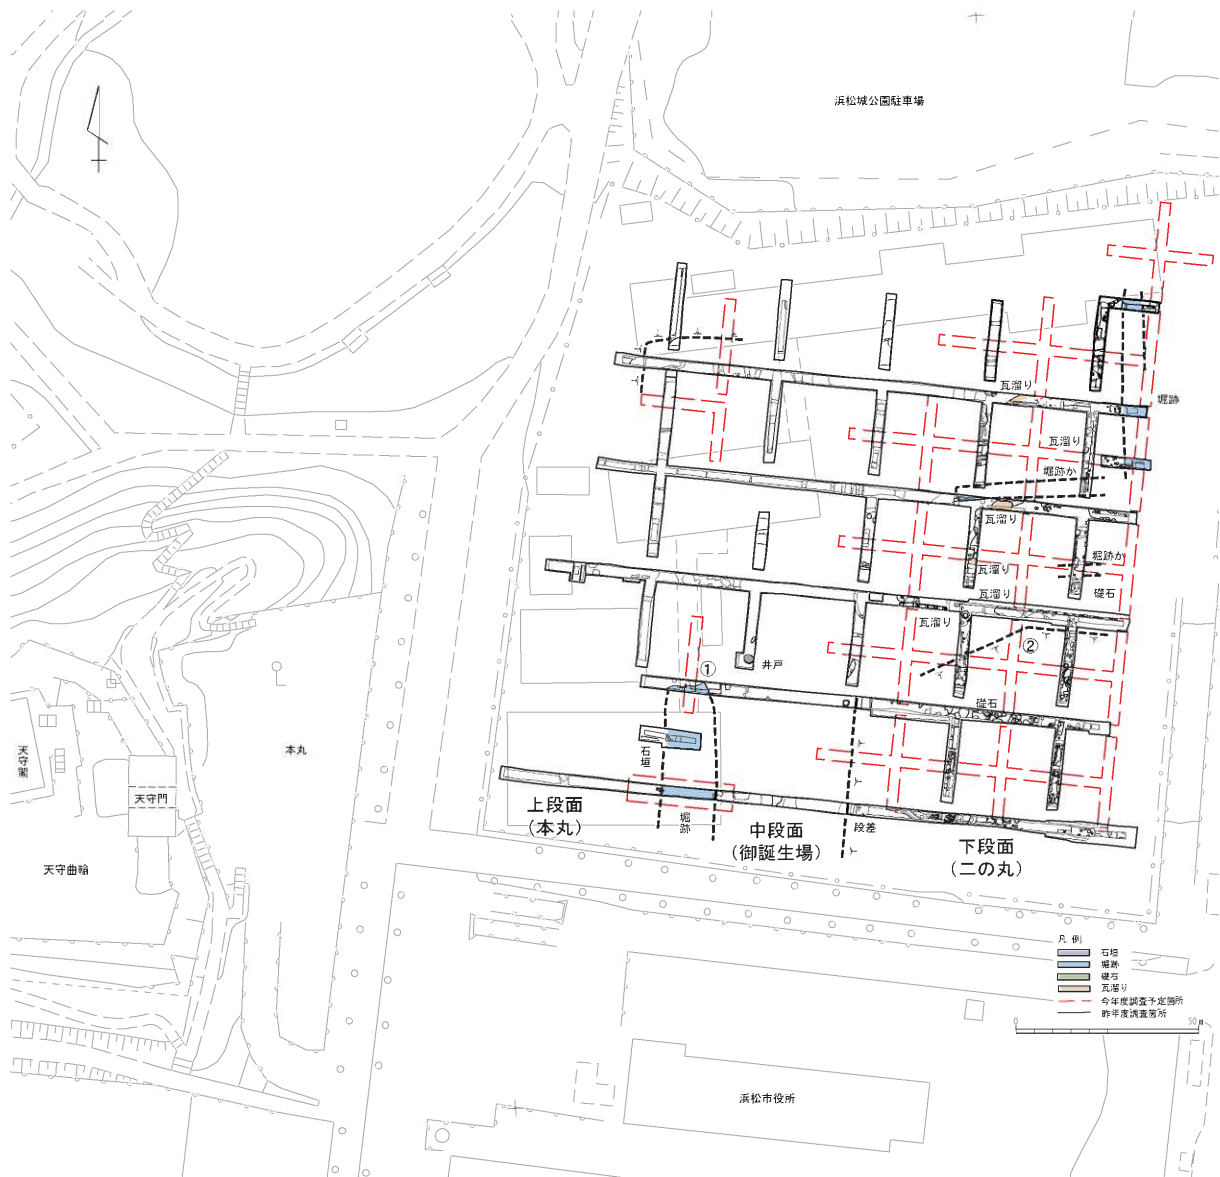 浜松城公園駐車場
瓦溜り
堀跡
瓦溜り
堀跡か
瓦溜り
堀跡か
瓦溜り
礎石
瓦溜り
瓦溜り
②
①
井戸
礎石
本丸
天守閣
天守門
石垣
上段面
(本丸)
堀跡
中段面
(御誕生場)
段差
下段面
(二の丸)
天守曲輪
凡 例
石垣
堀跡
礎石
瓦溜り
今年度調査予定箇所
昨年度調査箇所
0
50m
浜松市役所